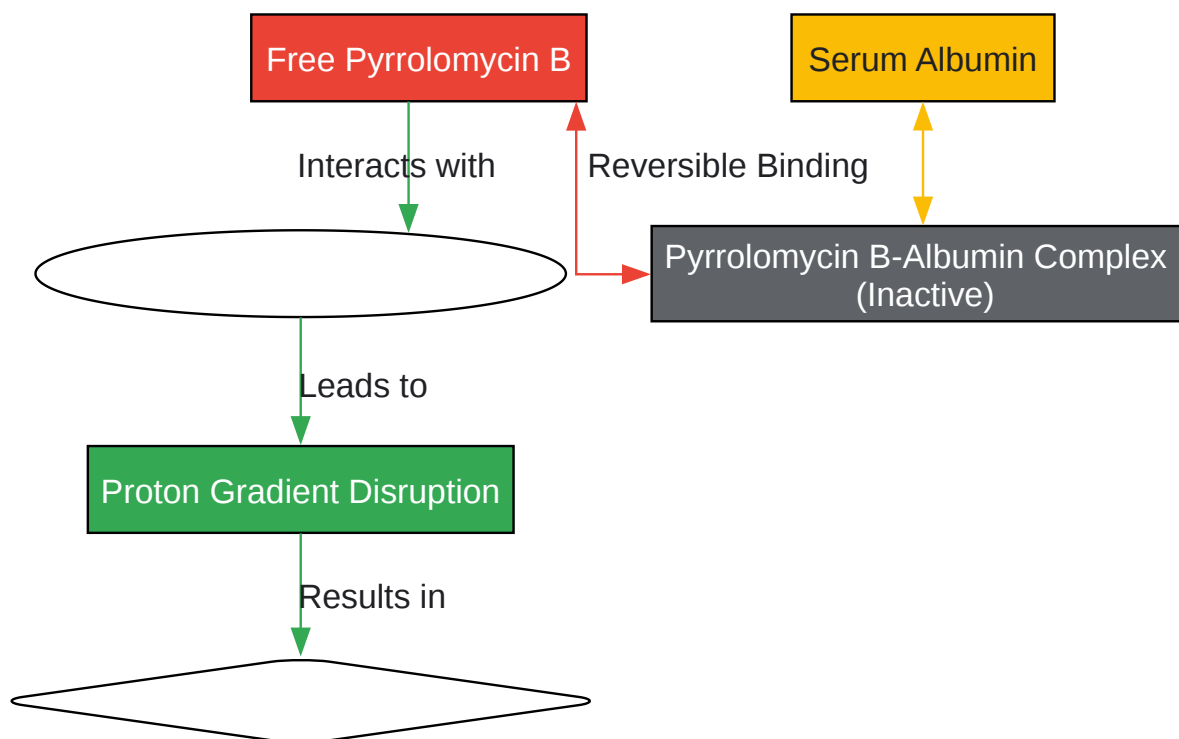 Free Pyrrolomycin B
Serum Albumin
Interacts with
Reversible Binding
Pyrrolomycin B-Albumin Complex
(Inactive)
Leads to
Proton Gradient Disruption
Results in